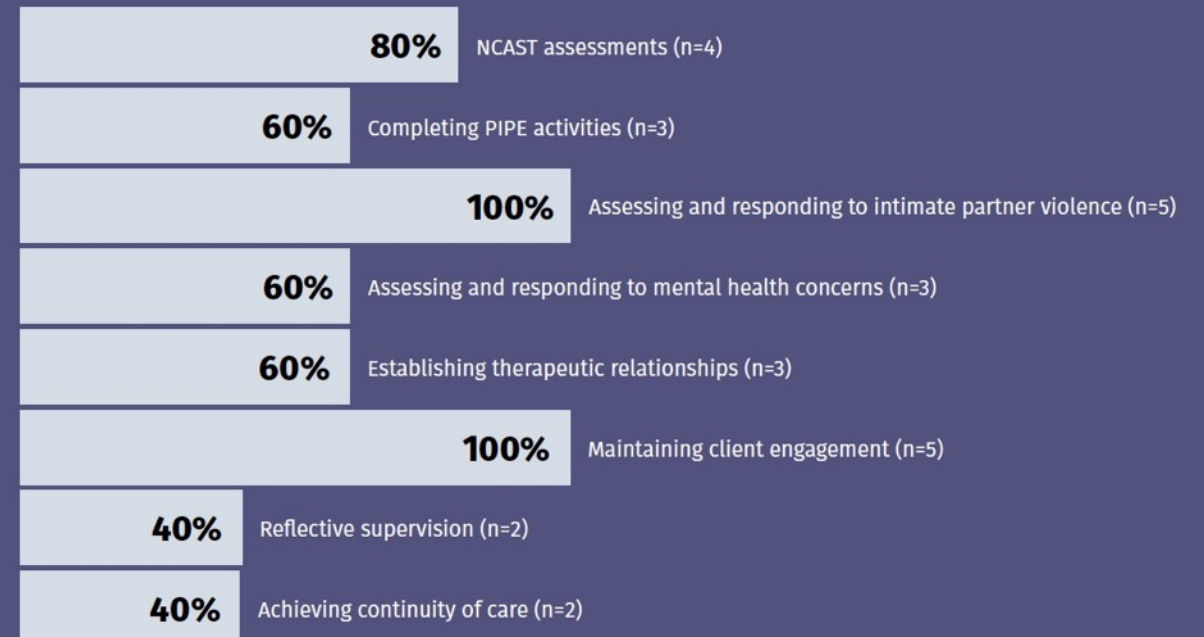 80% NCAST assessments (n=4)
60% Completing PIPE activities (n=3)
100% Assessing and responding to intimate partner violence (n=5)
60% Assessing and responding to mental health concerns (n=3)
60% Establishing therapeutic relationships (n=3)
100% Maintaining client engagement (n=5)
40% Reflective supervision (n=2)
40% Achieving continuity of care (n=2)